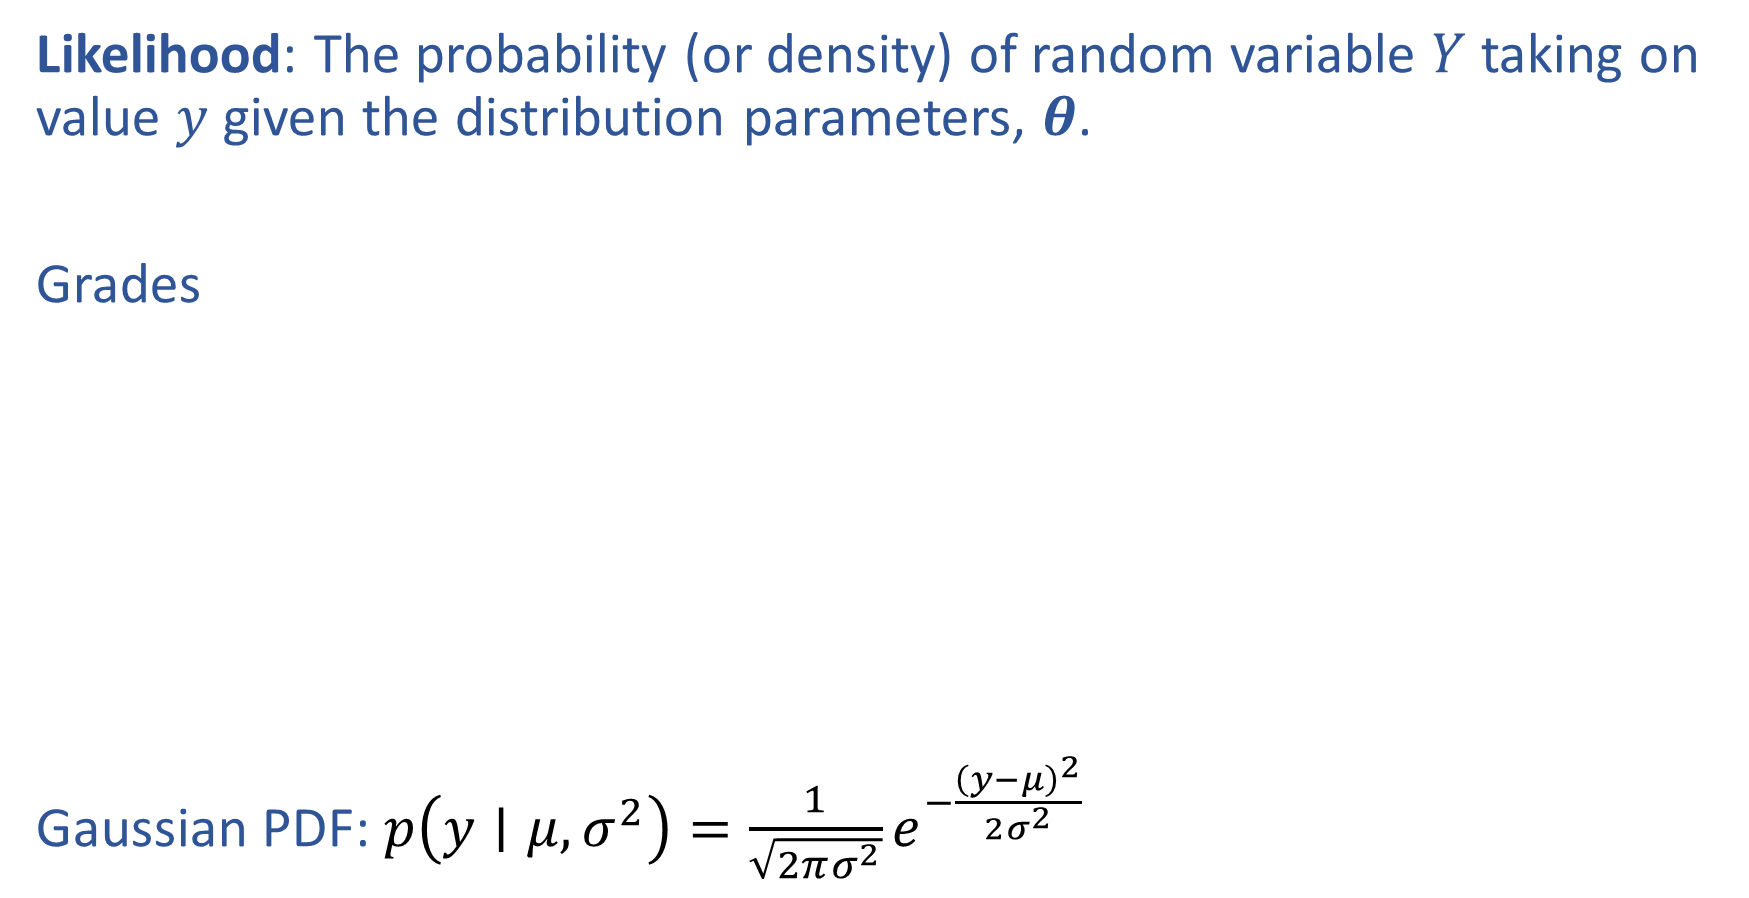 Likelihood: The probability (or density) of random variable Y taking on
value y given the distribution parameters, θ.
Grades
Gaussian PDF: p(y | μ, σ²) = 1/√(2πσ²) e^(−(y−μ)²/(2σ²))